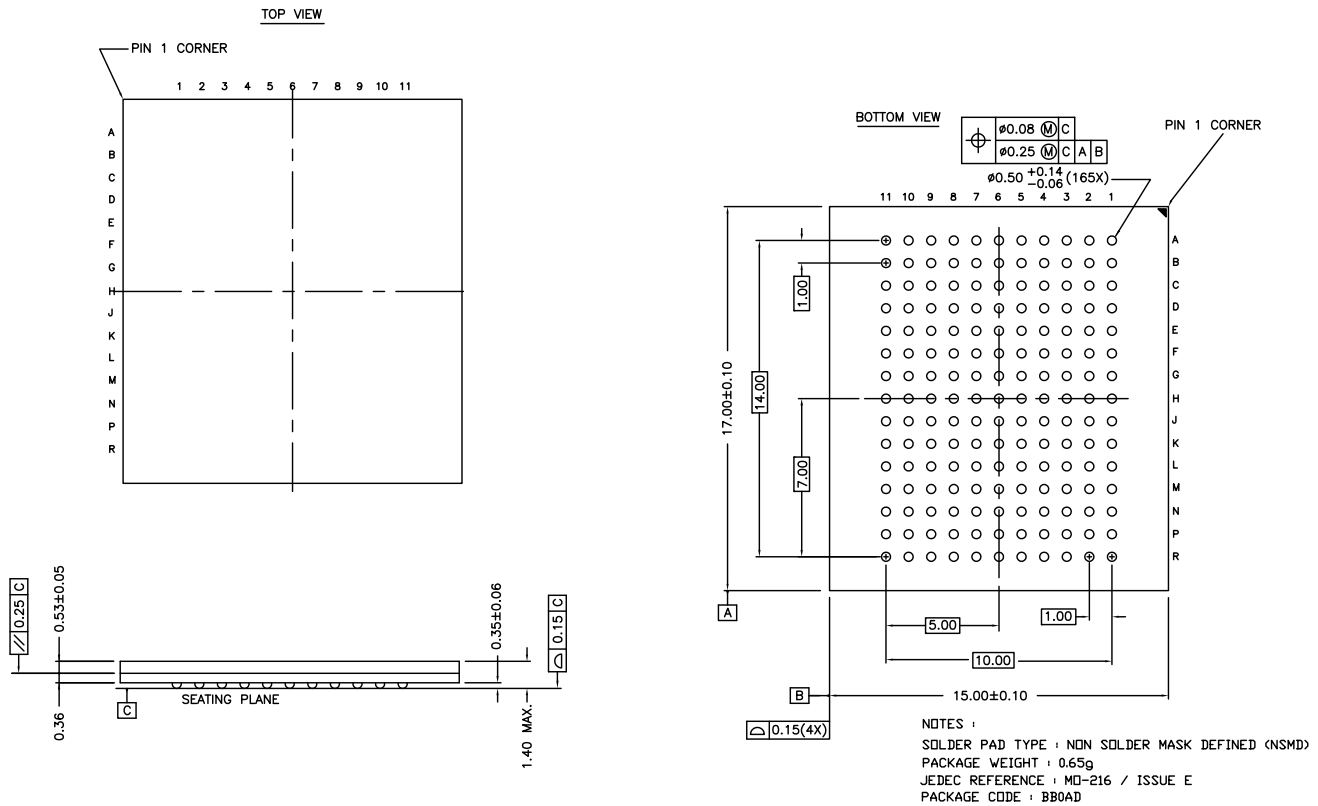 TOP VIEW
PIN 1 CORNER
1 2 3 4 5 6 7 8 9 10 11
A
B
C
D
E
F
G
H
J
K
L
M
N
P
R
0.25 C
0.53±0.05
0.36
SEATING PLANE
C
0.35±0.06
1.40 MAX.
0.15 C
BOTTOM VIEW
ø0.08 Ⓜ C
ø0.25 Ⓜ C A B
PIN 1 CORNER
ø0.50 +0.14 -0.06 (165X)
11 10 9 8 7 6 5 4 3 2 1
A
B
C
D
E
F
G
H
J
K
L
M
N
P
R
1.00
17.00±0.10
14.00
7.00
A
5.00
1.00
10.00
B
15.00±0.10
0.15(4X)
NOTES :
SOLDER PAD TYPE : NON SOLDER MASK DEFINED (NSMD)
PACKAGE WEIGHT : 0.65g
JEDEC REFERENCE : MO-216 / ISSUE E
PACKAGE CODE : BB0AD